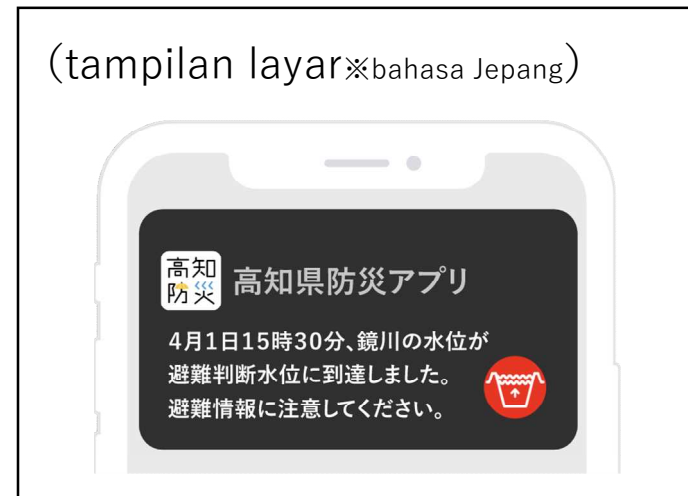 (tampilan layar※bahasa Jepang)
高知
防災
高知県防災アプリ
4月1日15時30分、鏡川の水位が
避難判断水位に到達しました。
避難情報に注意してください。